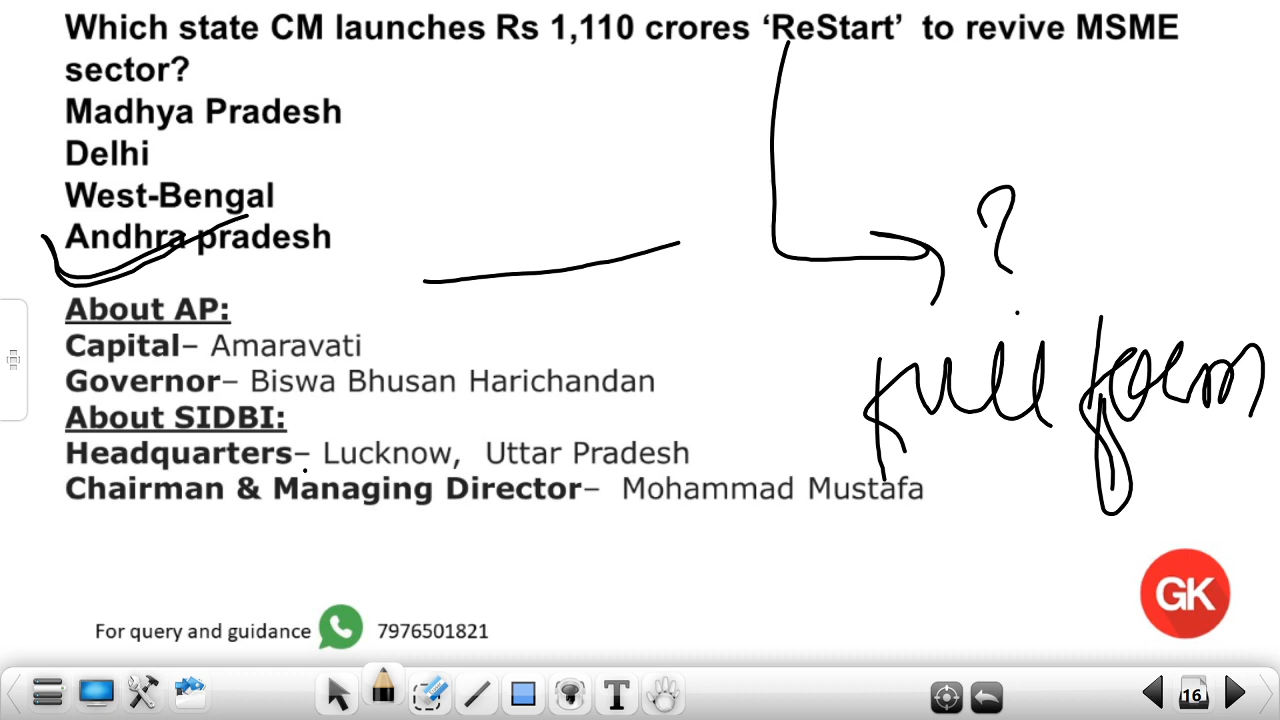 Which state CM launches Rs 1,110 crores ‘ReStart’ to revive MSME
sector?
Madhya Pradesh
Delhi
West-Bengal
Andhra pradesh
?
full form
About AP:
Capital– Amaravati
Governor– Biswa Bhusan Harichandan
About SIDBI:
Headquarters– Lucknow, Uttar Pradesh
Chairman & Managing Director– Mohammad Mustafa
GK
For query and guidance 7976501821
T
16